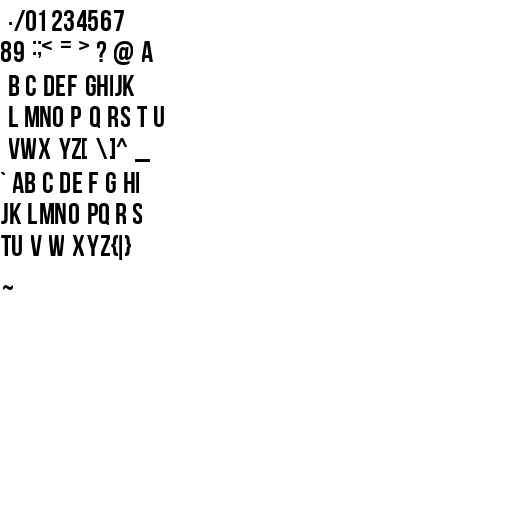 ./01234567
89 :;< = > ? @ A
B C DEF GHIJK
L MNO P Q RS T U
VWX YZ[ \]^ _
` AB C DE F G HI
JK LMNO PQ R S
TU V W XYZ{|}
~